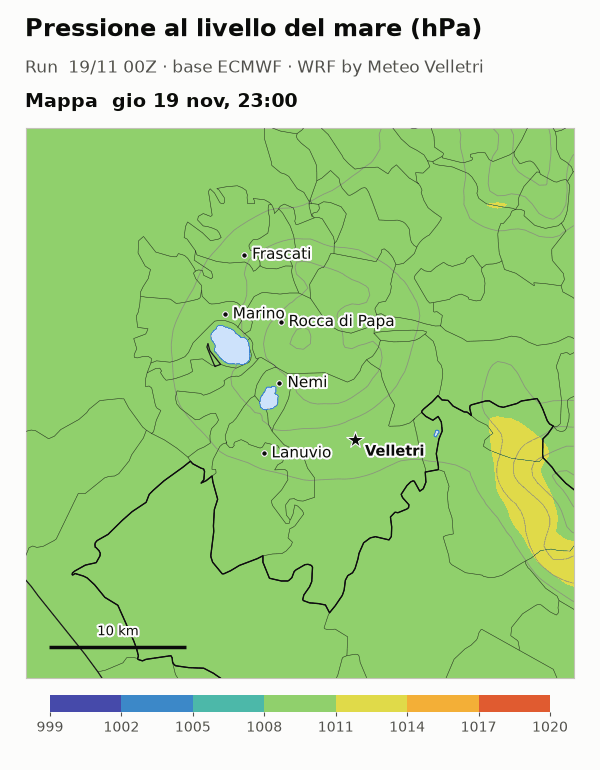 Pressione al livello del mare (hPa)
Run  19/11 00Z · base ECMWF · WRF by Meteo Velletri
Mappa  gio 19 nov, 23:00
Frascati
Marino
Rocca di Papa
Nemi
Velletri
Lanuvio
10 km
999 1002 1005 1008 1011 1014 1017 1020